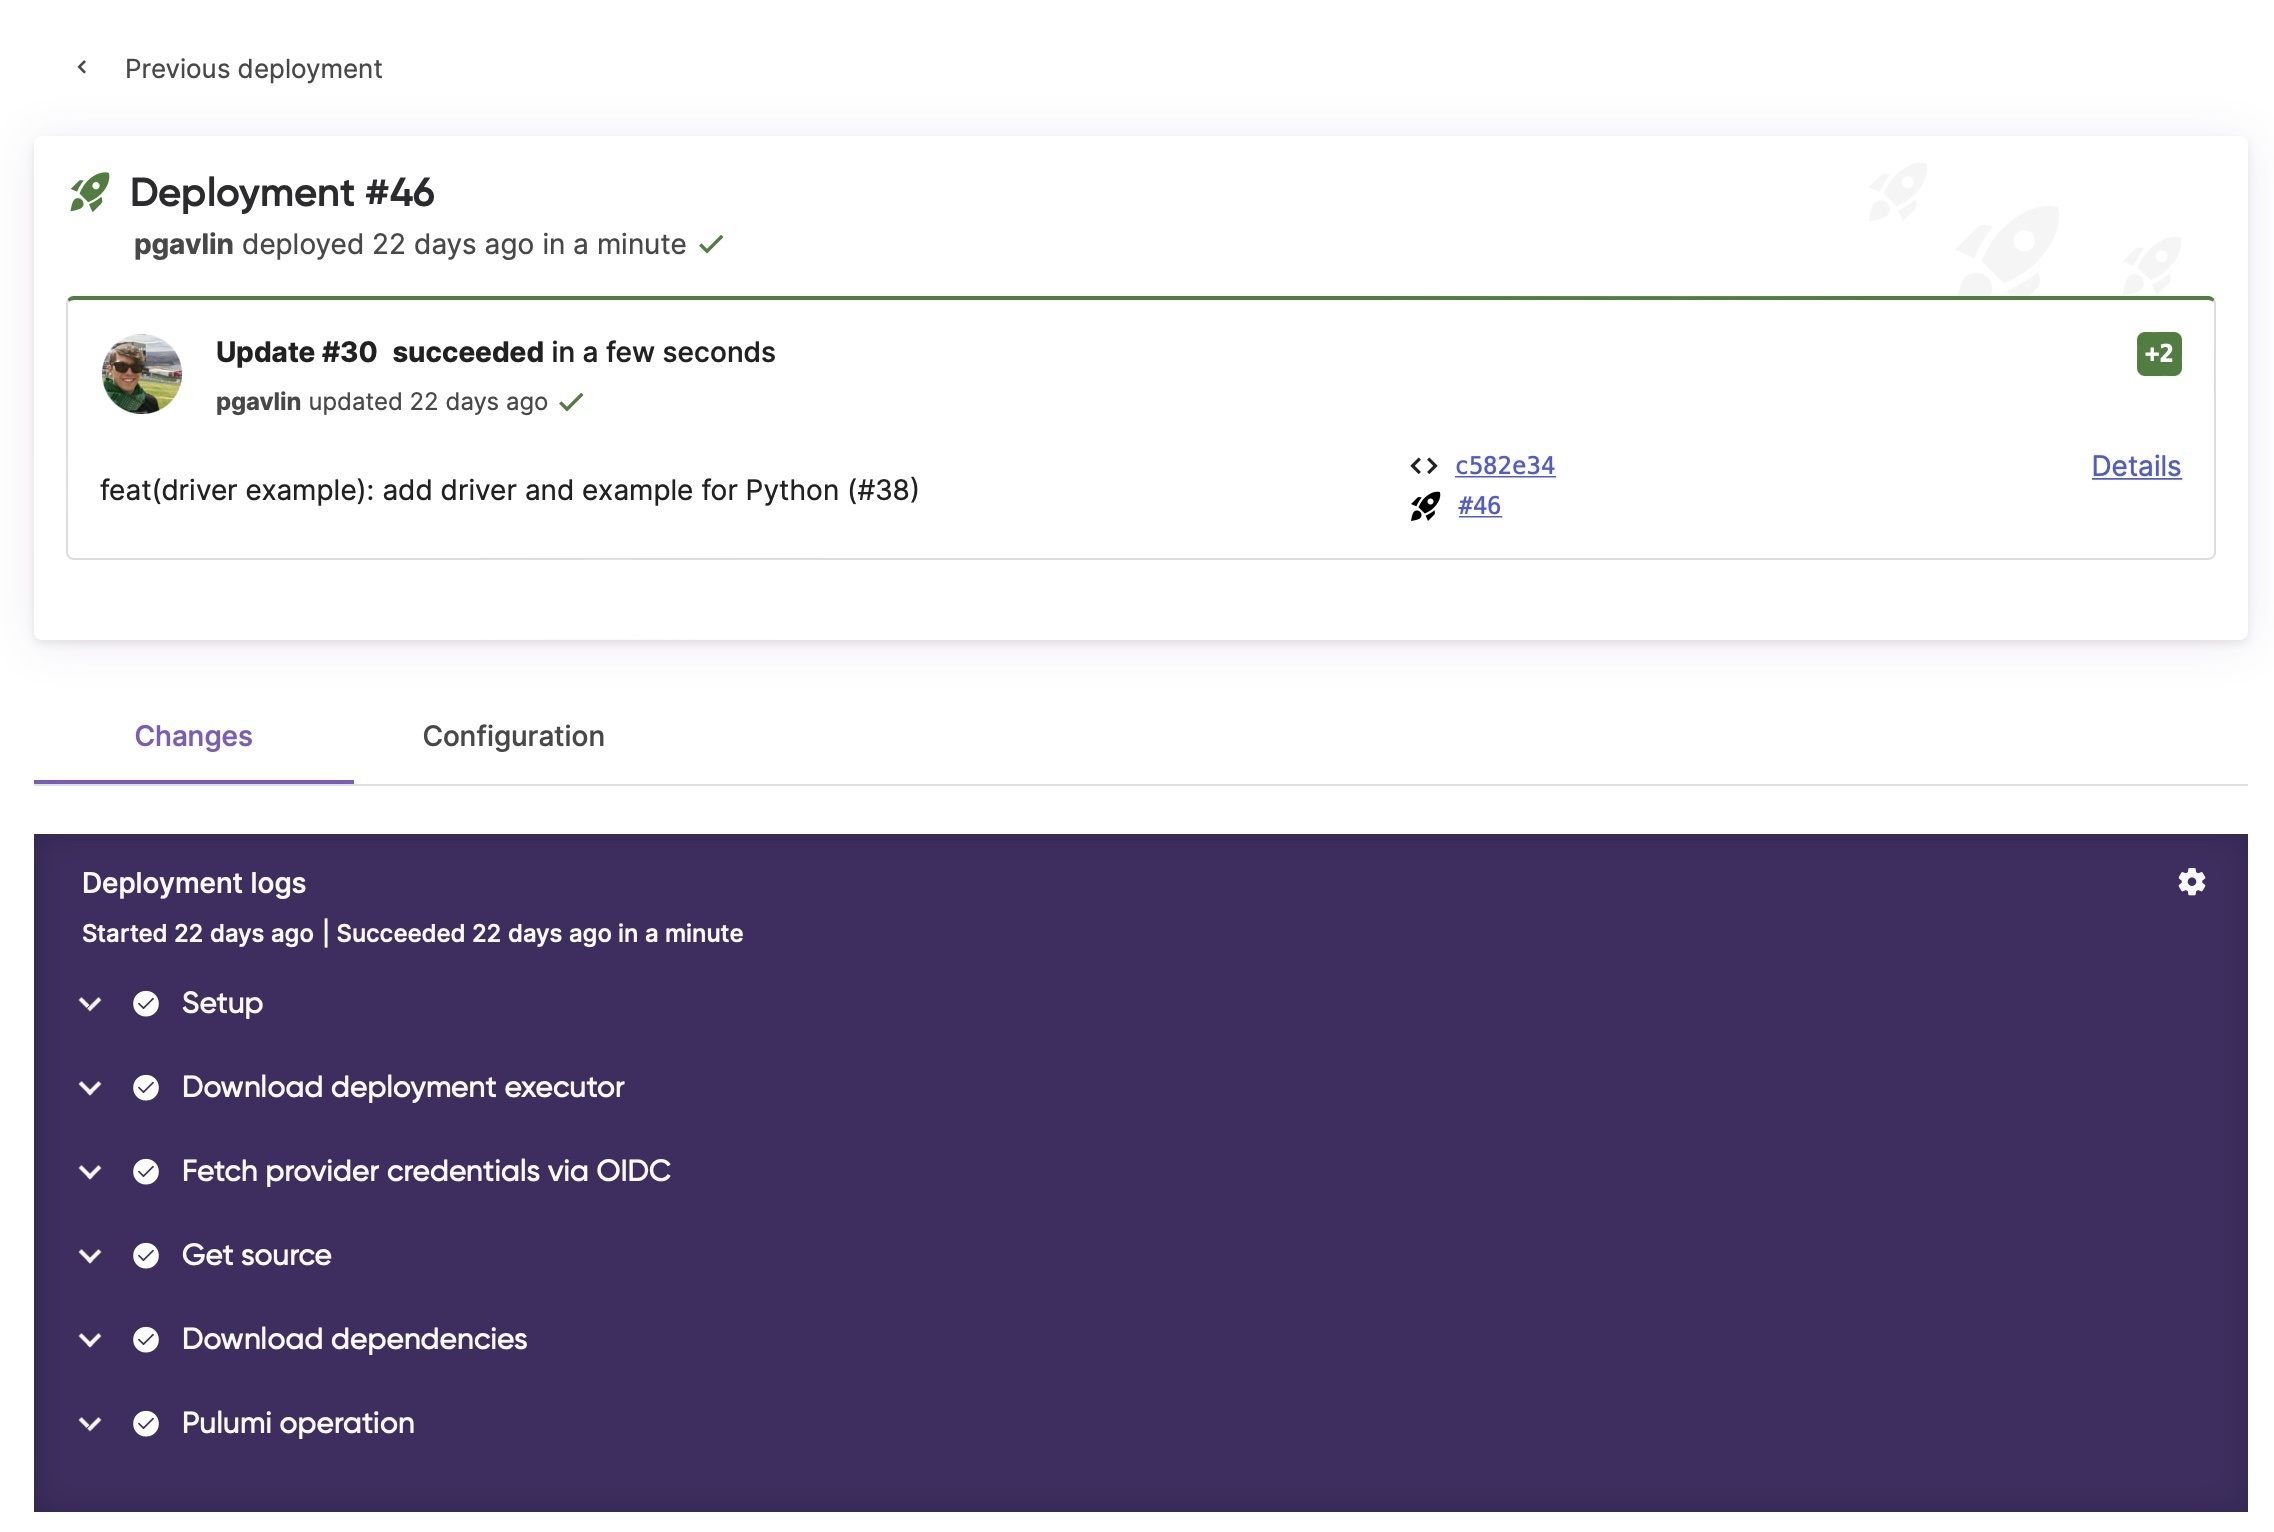 Previous deployment
Deployment #46
pgavlin deployed 22 days ago in a minute
Update #30 succeeded in a few seconds
+2
pgavlin updated 22 days ago
c582e34
Details
feat(driver example): add driver and example for Python (#38)
#46
Changes
Configuration
Deployment logs
Started 22 days ago | Succeeded 22 days ago in a minute
Setup
Download deployment executor
Fetch provider credentials via OIDC
Get source
Download dependencies
Pulumi operation